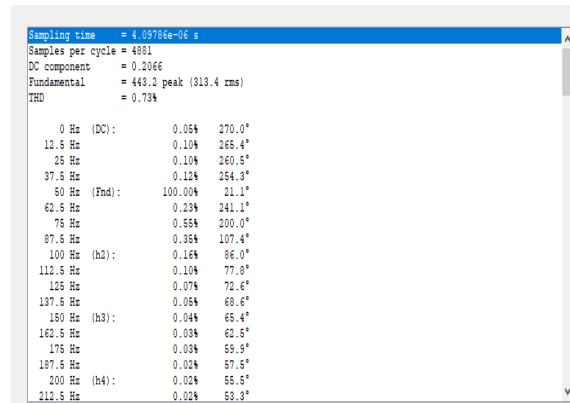 Sampling time = 4.09786e-06 s
Samples per cycle = 4881
DC component = 0.2066
Fundamental = 443.2 peak (313.4 rms)
THD = 0.73%
0 Hz (DC): 0.05% 270.0°
12.5 Hz 0.10% 265.4°
25 Hz 0.10% 260.5°
37.5 Hz 0.12% 254.3°
50 Hz (Fnd): 100.00% 21.1°
62.5 Hz 0.23% 241.1°
75 Hz 0.55% 200.0°
87.5 Hz 0.35% 107.4°
100 Hz (h2): 0.16% 86.0°
112.5 Hz 0.10% 77.8°
125 Hz 0.07% 72.6°
137.5 Hz 0.05% 68.6°
150 Hz (h3): 0.04% 65.4°
162.5 Hz 0.03% 62.5°
175 Hz 0.03% 59.9°
187.5 Hz 0.02% 57.5°
200 Hz (h4): 0.02% 55.5°
212.5 Hz 0.02% 53.3°